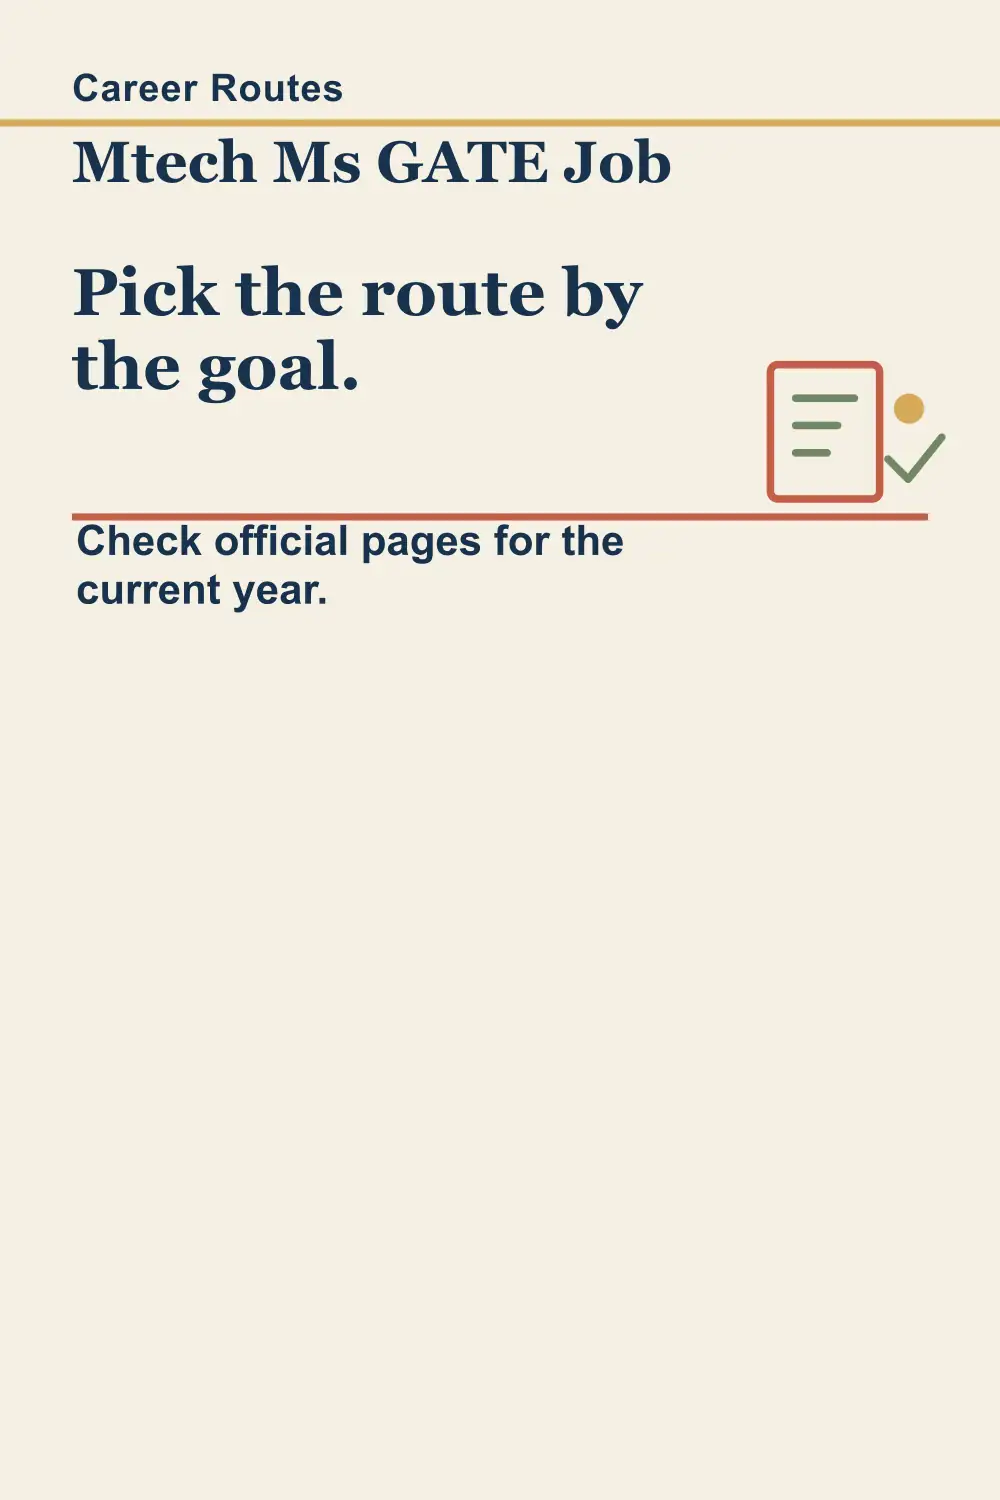 Career Routes
Mtech Ms GATE Job
Pick the route by
the goal.
Check official pages for the
current year.